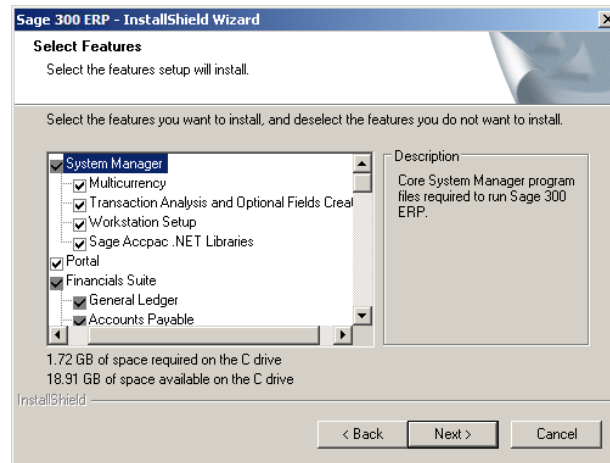 Sage 300 ERP - InstallShield Wizard
Select Features
Select the features setup will install.
Select the features you want to install, and deselect the features you do not want to install.
System Manager
Multicurrency
Transaction Analysis and Optional Fields Creat
Workstation Setup
Sage Accpac .NET Libraries
Portal
Financials Suite
General Ledger
Accounts Payable
Description
Core System Manager program
files required to run Sage 300
ERP.
1.72 GB of space required on the C drive
18.91 GB of space available on the C drive
InstallShield
< Back
Next >
Cancel